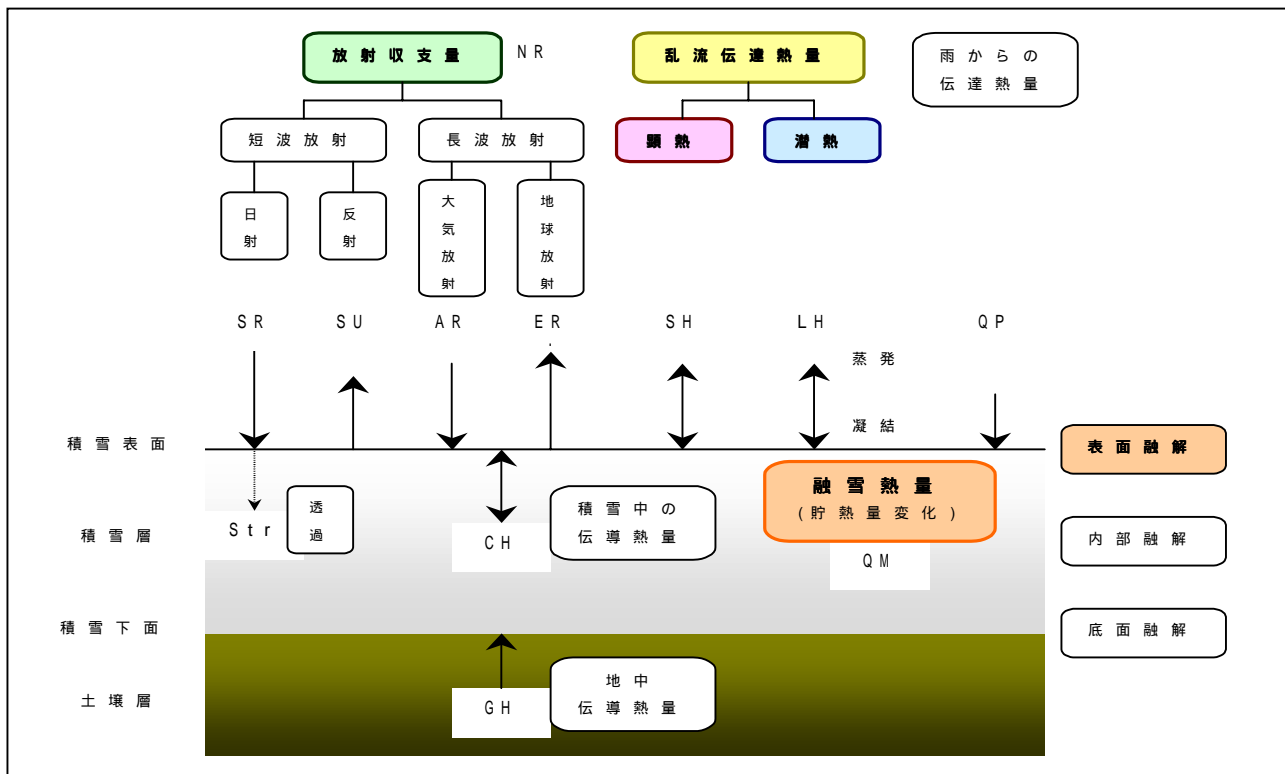 放射収支量 NR
乱流伝達熱量
雨からの
伝達熱量
短波放射
長波放射
顕熱
潜熱
日射
反射
大気放射
地球放射
SR SU AR ER SH LH QP
蒸発
凝結
積雪表面
表面融解
融雪熱量
(貯熱量変化)
QM
積雪層
Str
透過
CH
積雪中の
伝導熱量
内部融解
積雪下面
底面融解
土壌層
GH
地中
伝導熱量